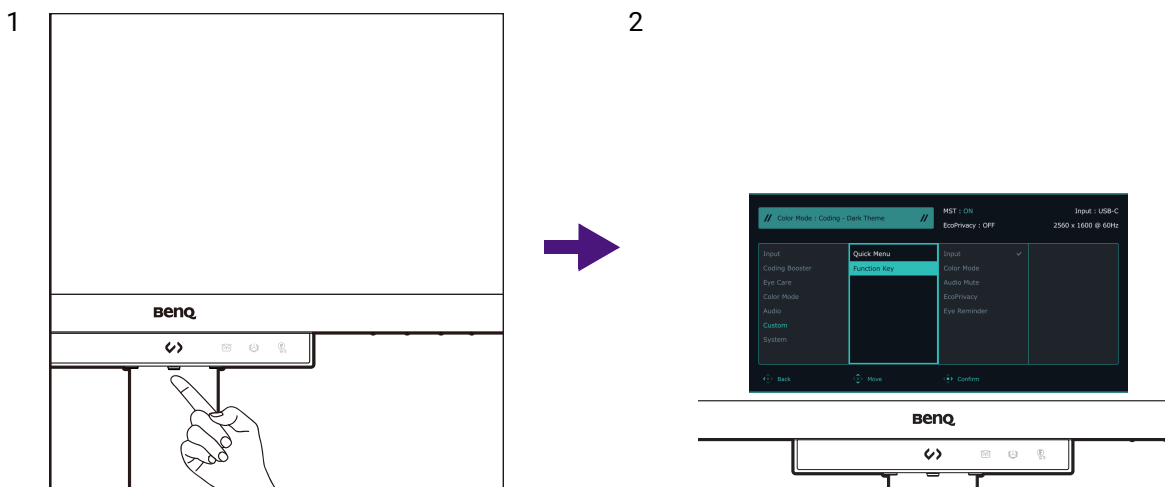 1
BenQ
2
// Color Mode : Coding - Dark Theme //
MST : ON
Input : USB-C
EcoPrivacy : OFF
2560 x 1600 @ 60Hz
Input
Coding Booster
Eye Care
Color Mode
Audio
Custom
System
Quick Menu
Function Key
Input
Color Mode
Audio Mute
EcoPrivacy
Eye Reminder
Back
Move
Confirm
BenQ